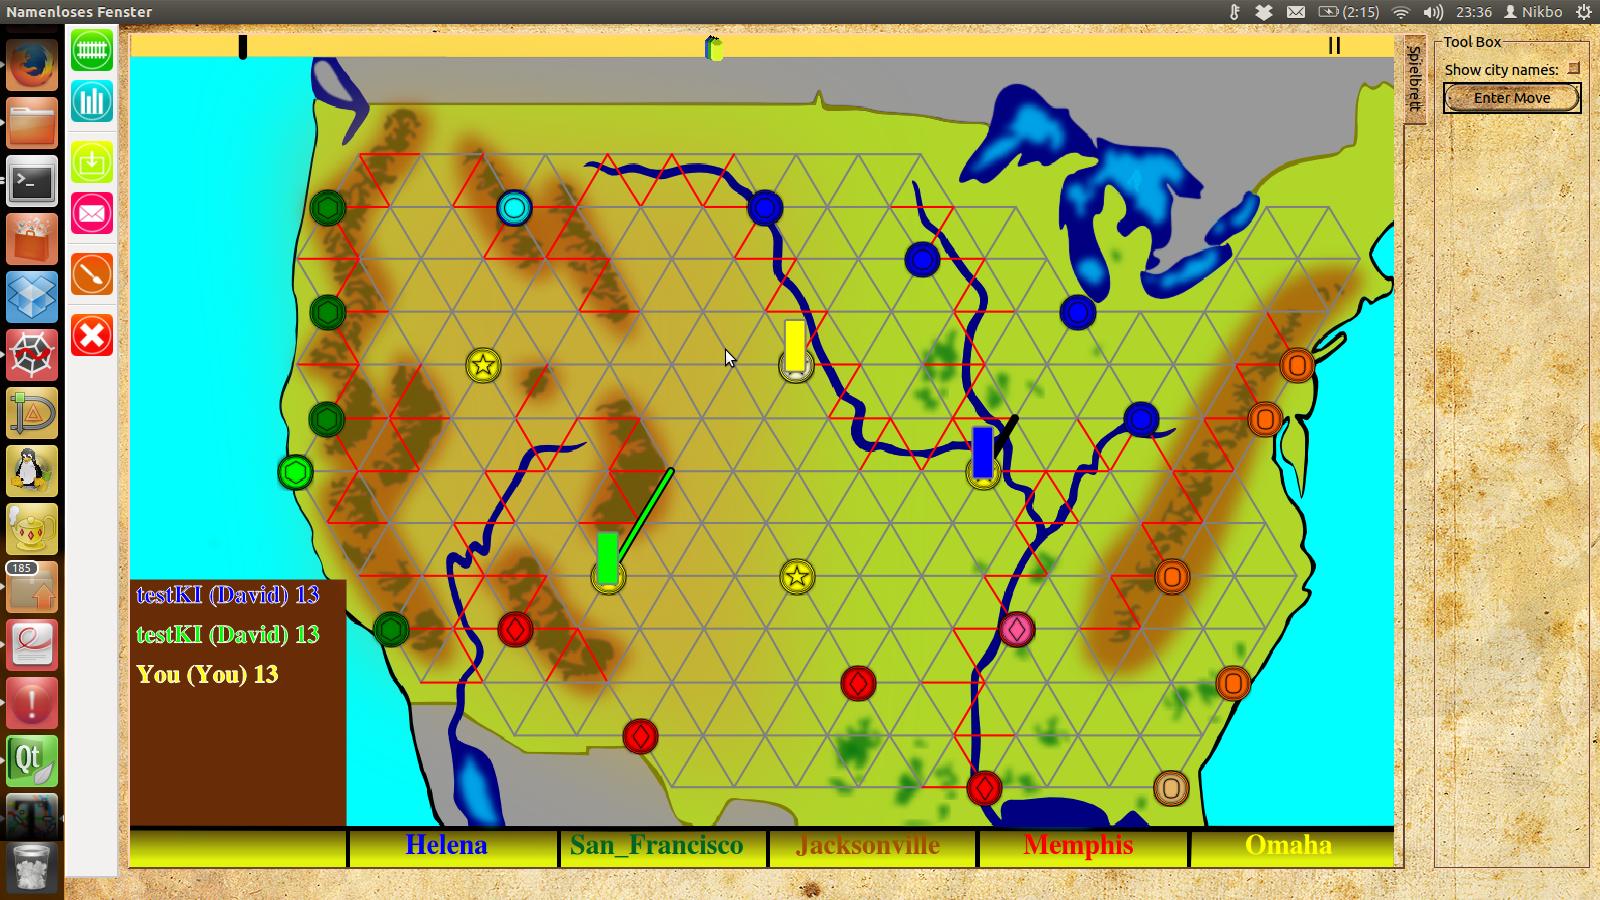 Namenloses Fenster
(2:15)
23:36
Nikbo
Tool Box
Show city names:
Enter Move
Spielbrett
185
Qt
testKI (David) 13
testKI (David) 13
You (You) 13
Helena
San_Francisco
Jacksonville
Memphis
Omaha